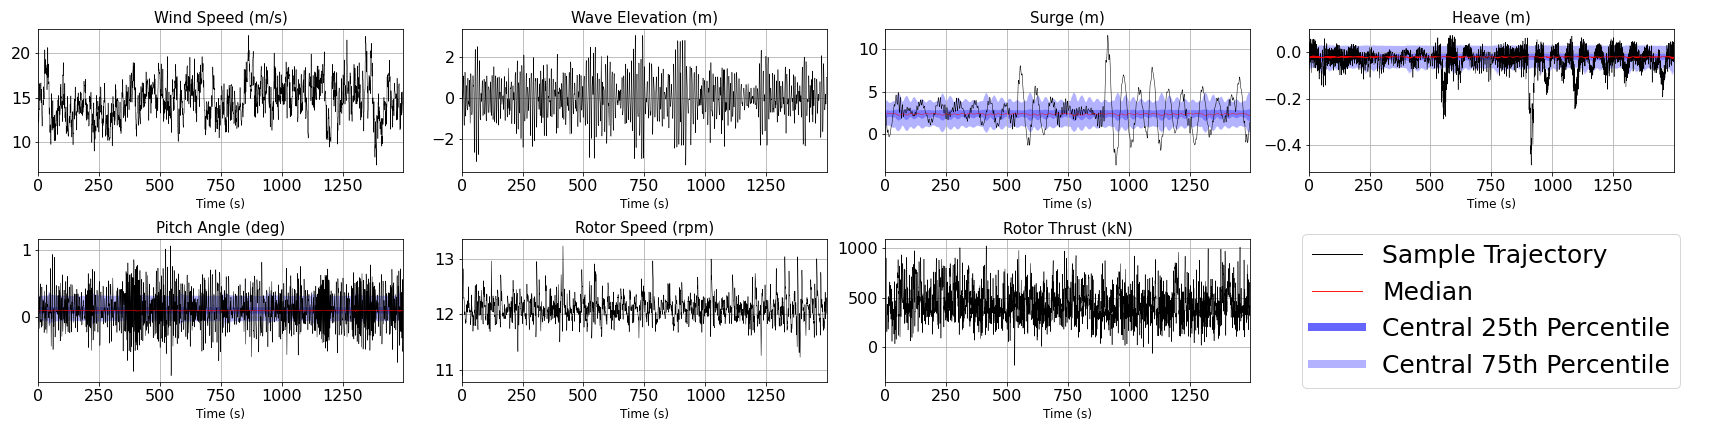 Wind Speed (m/s)
20
15
10
0 250 500 750 1000 1250
Time (s)
Wave Elevation (m)
2
0
−2
0 250 500 750 1000 1250
Time (s)
Surge (m)
10
5
0
0 250 500 750 1000 1250
Time (s)
Heave (m)
0.0
−0.2
−0.4
0 250 500 750 1000 1250
Time (s)
Pitch Angle (deg)
1
0
0 250 500 750 1000 1250
Time (s)
Rotor Speed (rpm)
13
12
11
0 250 500 750 1000 1250
Time (s)
Rotor Thrust (kN)
1000
500
0
0 250 500 750 1000 1250
Time (s)
Sample Trajectory
Median
Central 25th Percentile
Central 75th Percentile